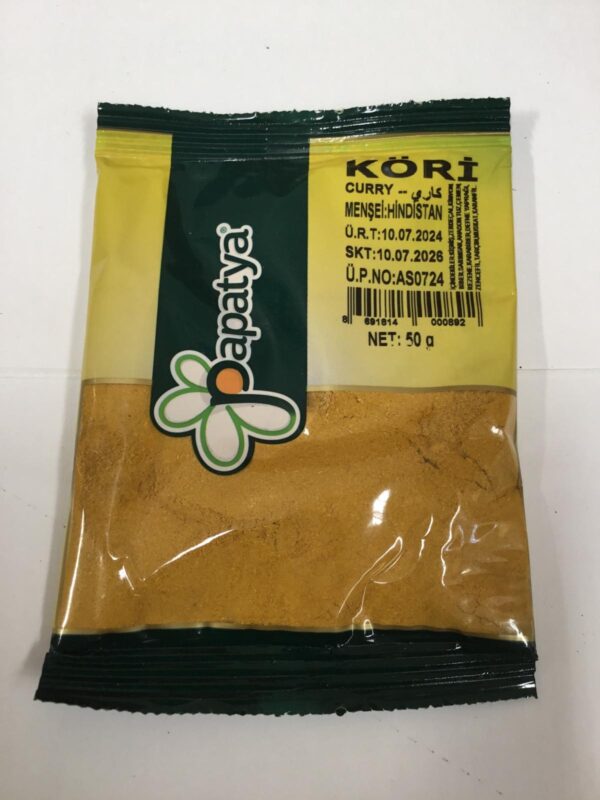 KÖRİ
CURRY -- كاري
MENŞEİ:HİNDİSTAN
Ü.R.T:10.07.2024
SKT:10.07.2026
Ü.P.NO:AS0724
8 691814 000892
NET: 50 g
papatya®